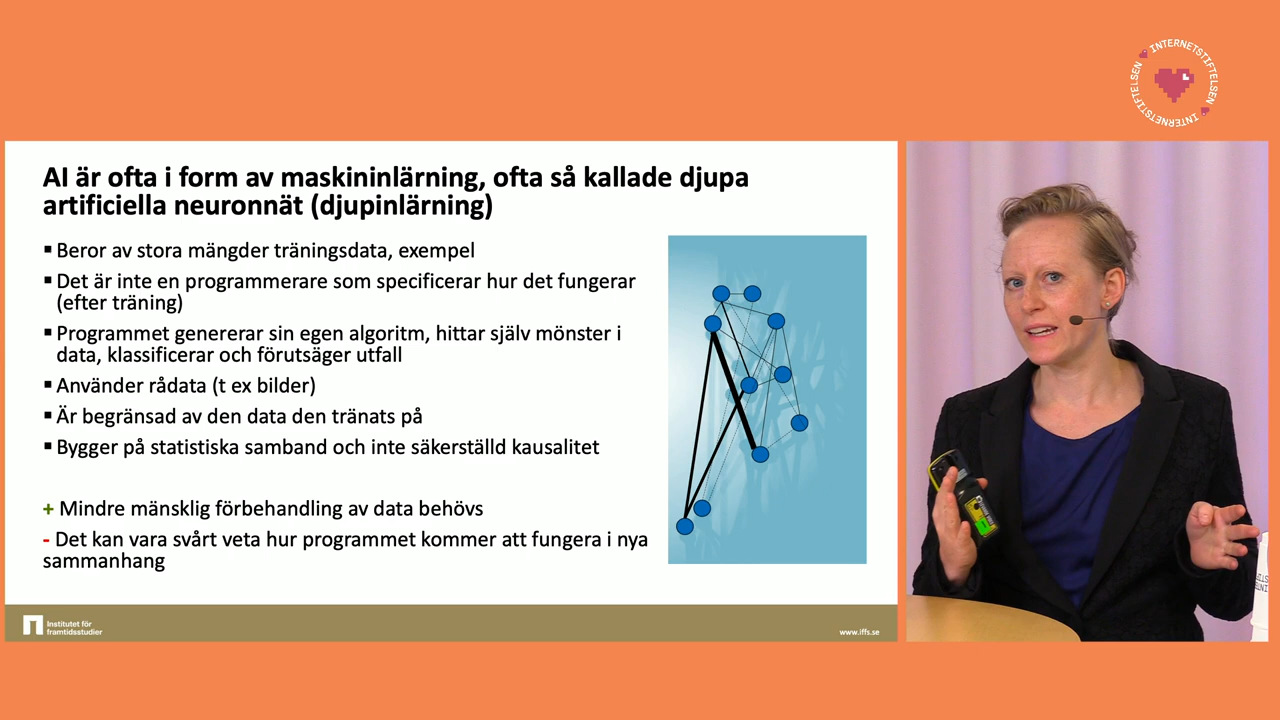 INTERNETSTIFTELSEN
INTERNETSTIFTELSEN
AI är ofta i form av maskininlärning, ofta så kallade djupa
artificiella neuronnät (djupinlärning)
▪ Beror av stora mängder träningsdata, exempel
▪ Det är inte en programmerare som specificerar hur det fungerar
(efter träning)
▪ Programmet genererar sin egen algoritm, hittar själv mönster i
data, klassificerar och förutsäger utfall
▪ Använder rådata (t ex bilder)
▪ Är begränsad av den data den tränats på
▪ Bygger på statistiska samband och inte säkerställd kausalitet
+ Mindre mänsklig förbehandling av data behövs
- Det kan vara svårt veta hur programmet kommer att fungera i nya
sammanhang
Institutet för
framtidsstudier
www.iffs.se